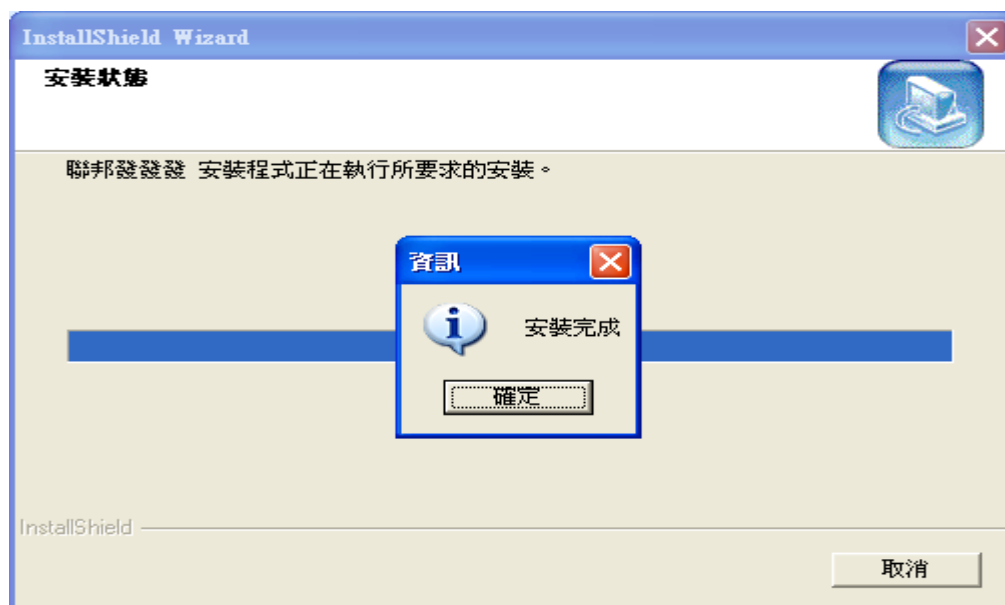 InstallShield Wizard
安裝狀態
聯邦發發發 安裝程式正在執行所要求的安裝。
資訊
安裝完成
確定
InstallShield
取消